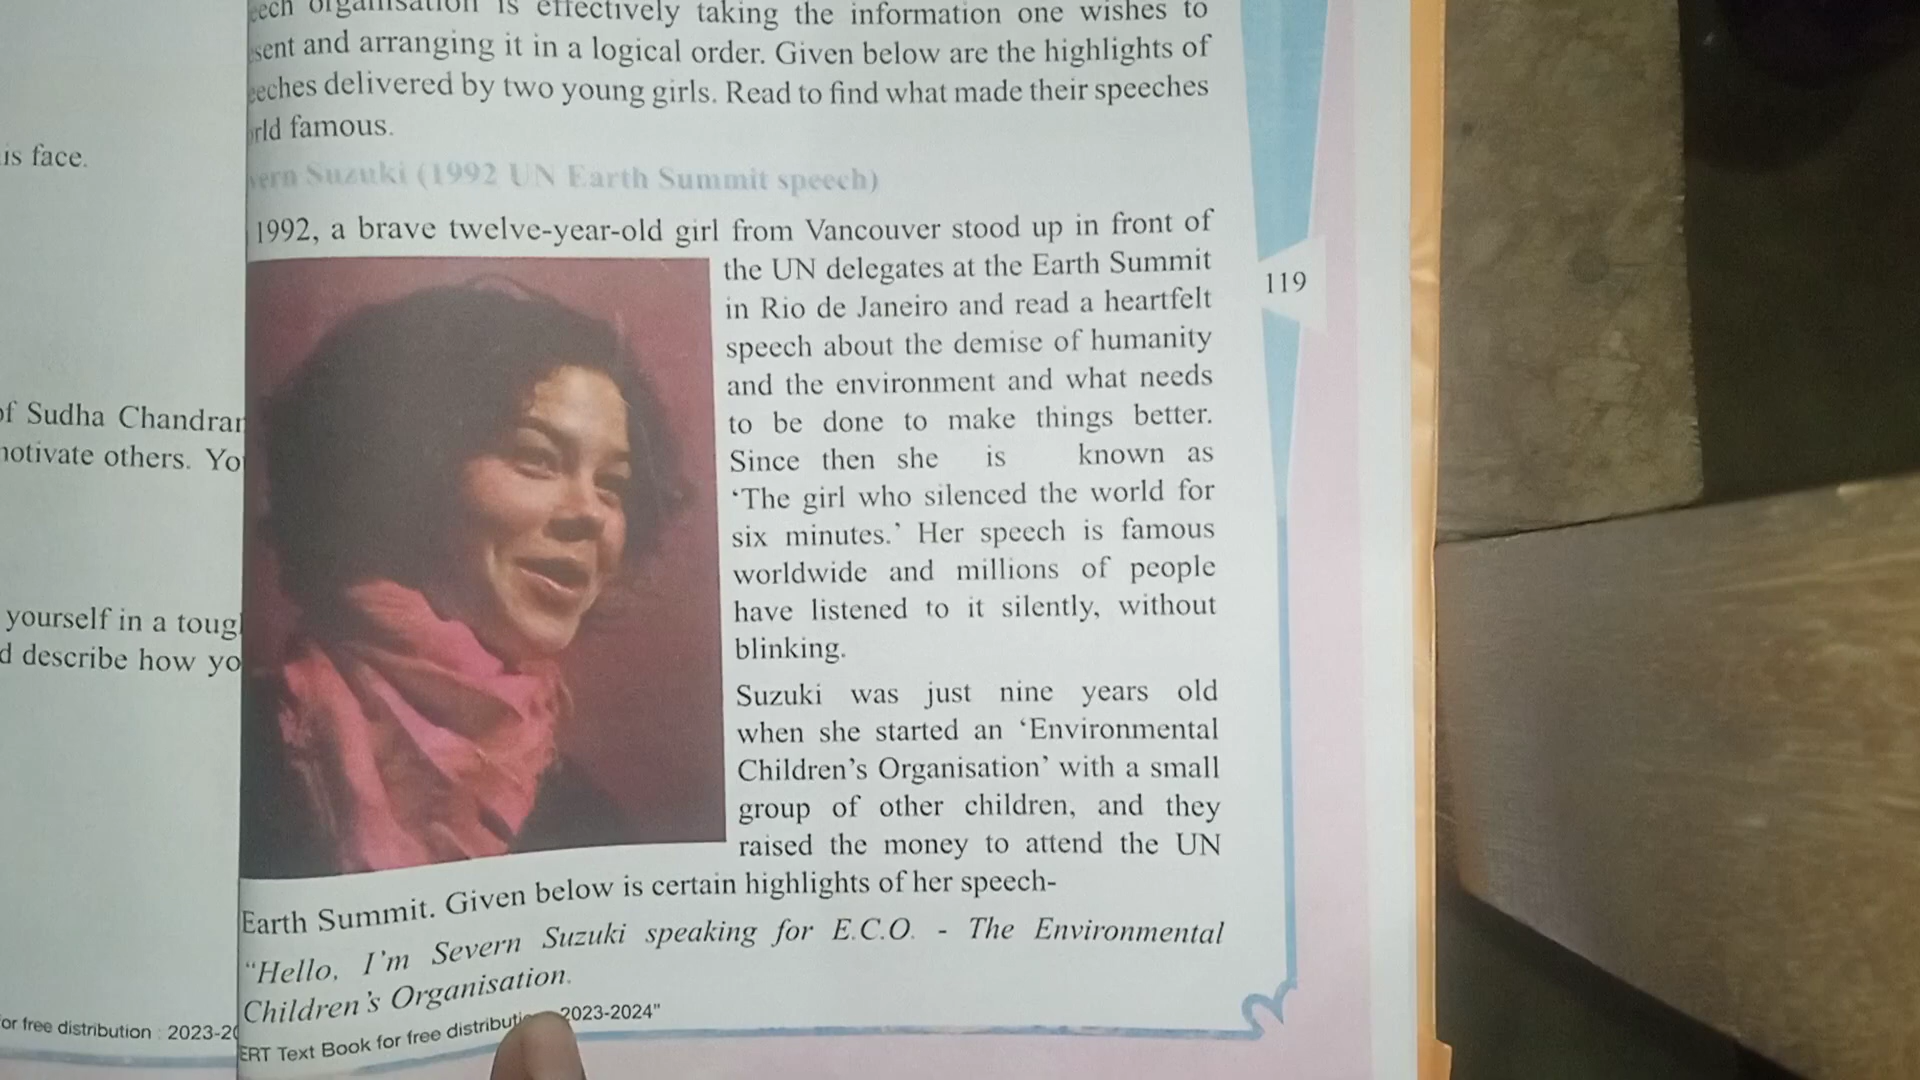 is face.
of Sudha Chandran
motivate others. Yo
yourself in a toug
d describe how yo
or free distribution : 2023-20
eech organisation is effectively taking the information one wishes to
sent and arranging it in a logical order. Given below are the highlights of
eeches delivered by two young girls. Read to find what made their speeches
rld famous.
vern Suzuki (1992 UN Earth Summit speech)
1992, a brave twelve-year-old girl from Vancouver stood up in front of
the UN delegates at the Earth Summit
in Rio de Janeiro and read a heartfelt
speech about the demise of humanity
and the environment and what needs
to be done to make things better.
Since then she is known as
‘The girl who silenced the world for
six minutes.’ Her speech is famous
worldwide and millions of people
have listened to it silently, without
blinking.
Suzuki was just nine years old
when she started an ‘Environmental
Children’s Organisation’ with a small
group of other children, and they
raised the money to attend the UN
Earth Summit. Given below is certain highlights of her speech-
“Hello, I’m Severn Suzuki speaking for E.C.O. - The Environmental
Children’s Organisation.
ERT Text Book for free distributi 2023-2024"
119